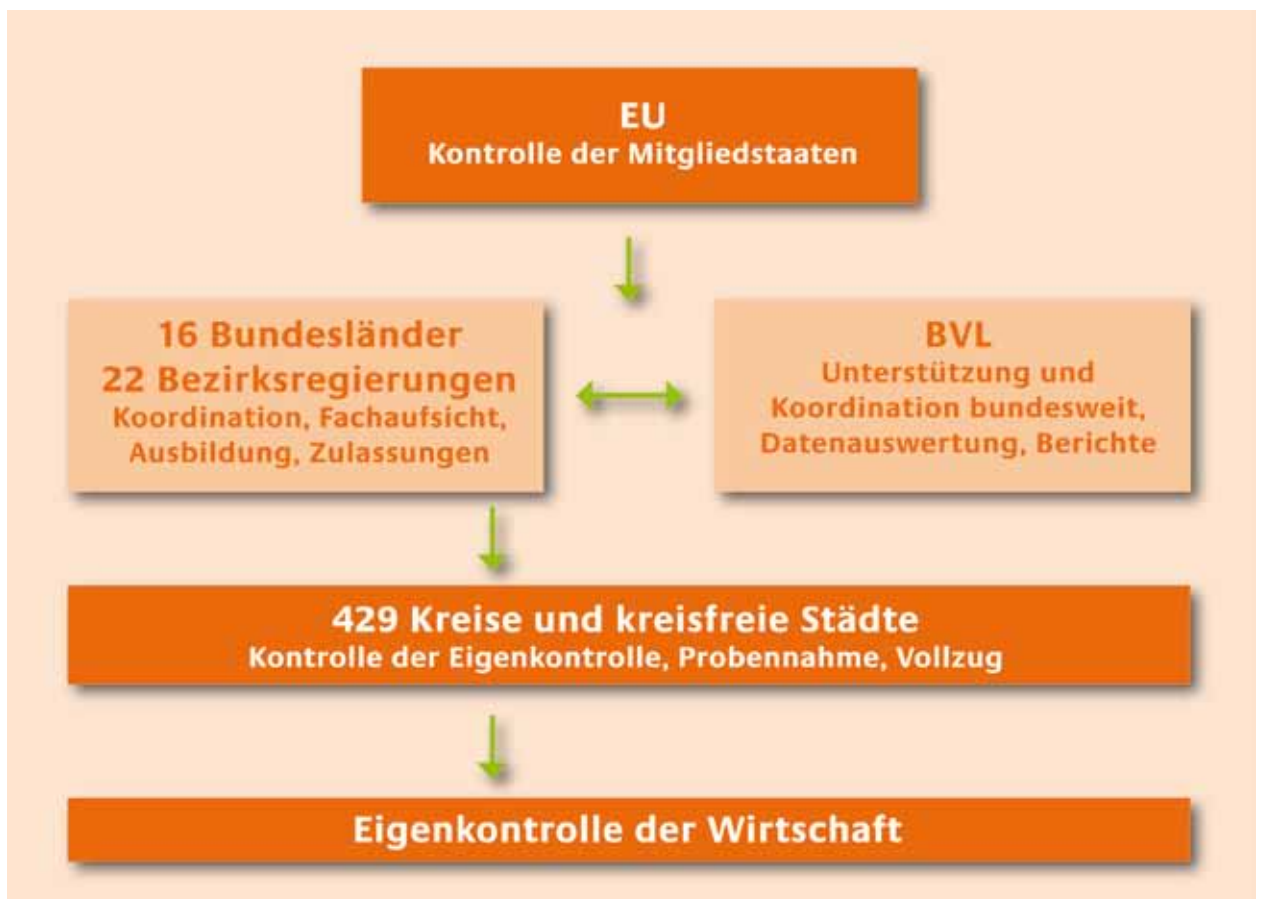 EU
Kontrolle der Mitgliedstaaten
16 Bundesländer
22 Bezirksregierungen
Koordination, Fachaufsicht,
Ausbildung, Zulassungen
BVL
Unterstützung und
Koordination bundesweit,
Datenauswertung, Berichte
429 Kreise und kreisfreie Städte
Kontrolle der Eigenkontrolle, Probennahme, Vollzug
Eigenkontrolle der Wirtschaft